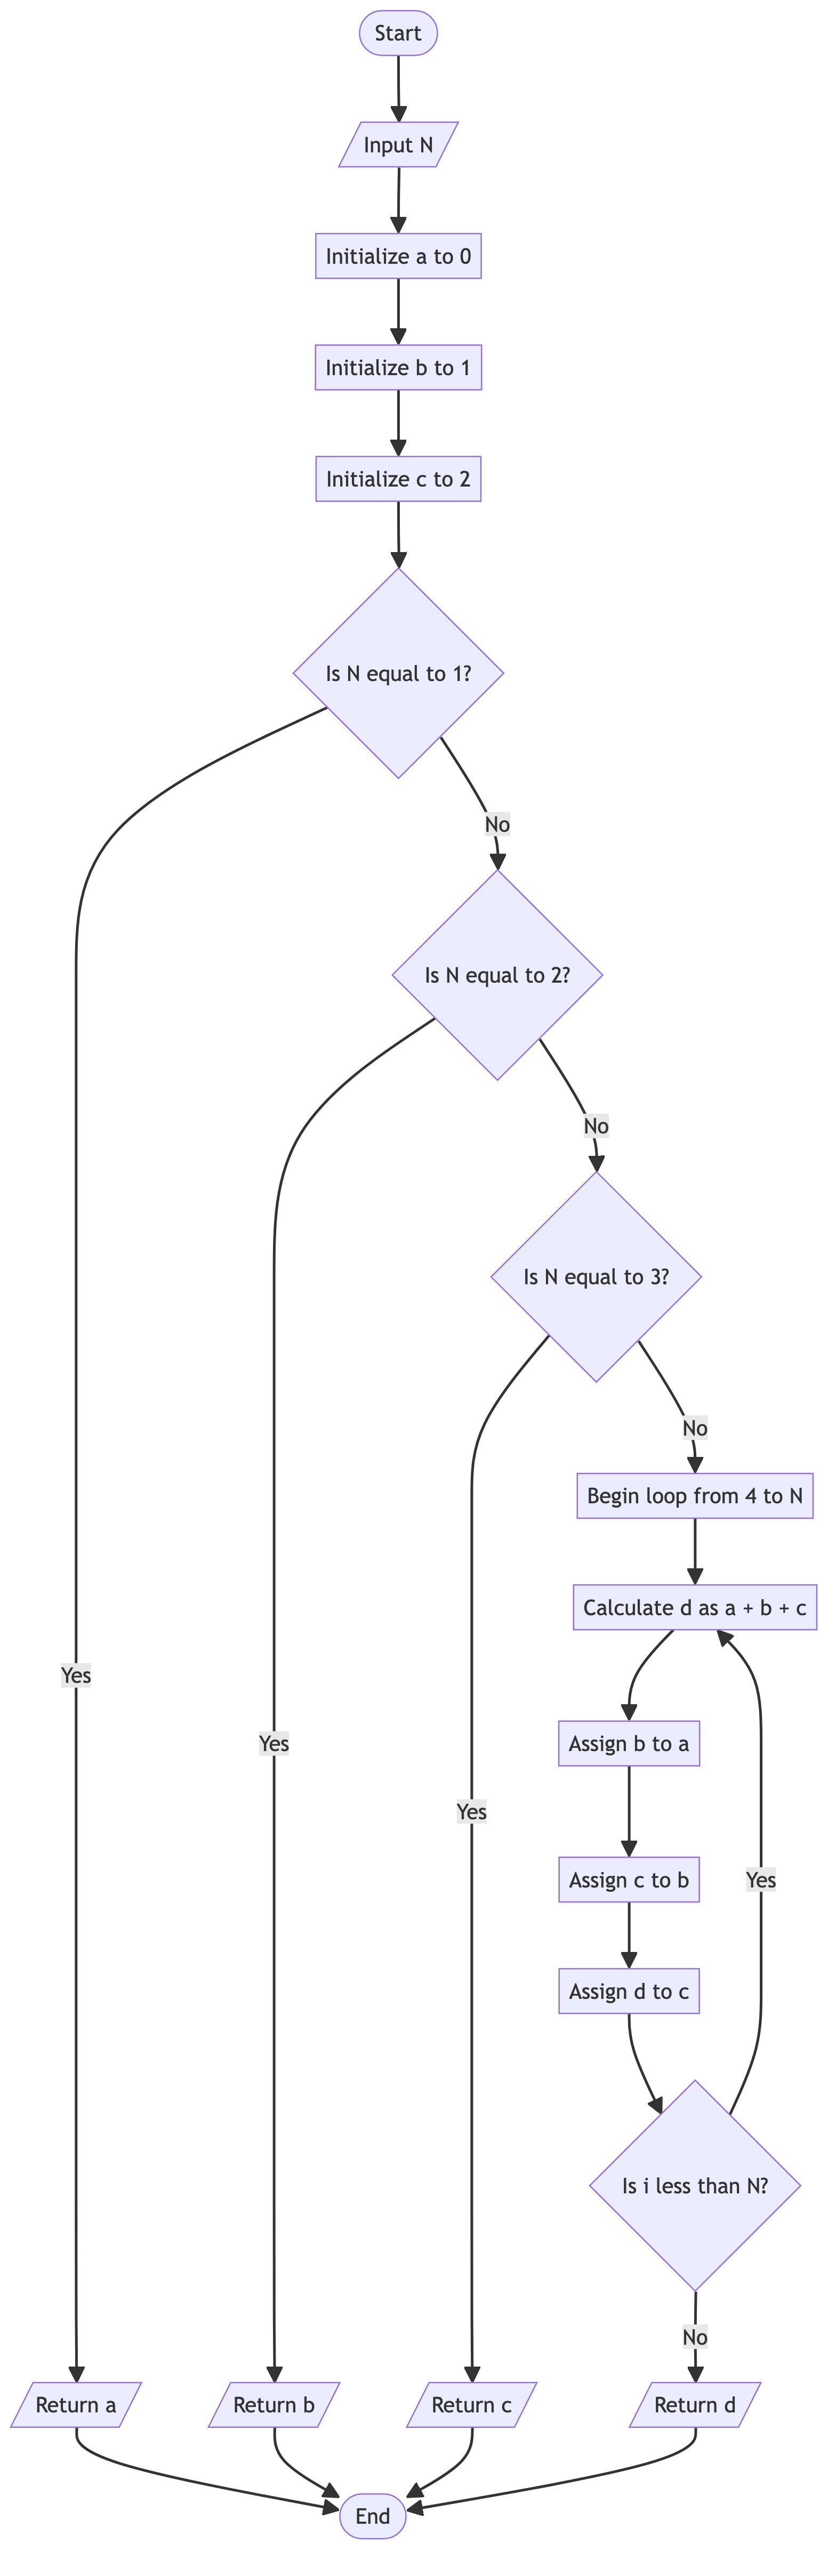 Start
Input N
Initialize a to 0
Initialize b to 1
Initialize c to 2
Is N equal to 1?
No
Is N equal to 2?
No
Is N equal to 3?
No
Begin loop from 4 to N
Calculate d as a + b + c
Yes
Assign b to a
Yes
Yes
Assign c to b
Yes
Assign d to c
Is i less than N?
No
Return a
Return b
Return c
Return d
End